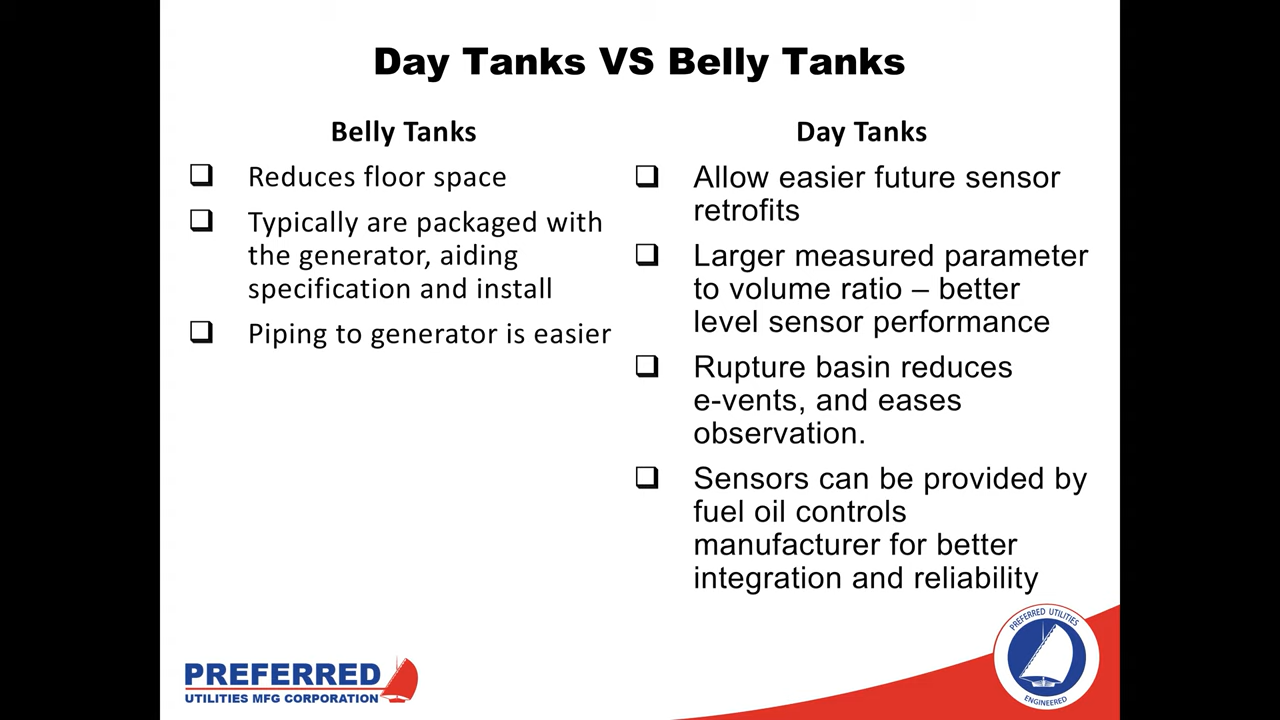 Day Tanks VS Belly Tanks
Belly Tanks
Reduces floor space
Typically are packaged with
the generator, aiding
specification and install
Piping to generator is easier
Day Tanks
Allow easier future sensor
retrofits
Larger measured parameter
to volume ratio – better
level sensor performance
Rupture basin reduces
e-vents, and eases
observation.
Sensors can be provided by
fuel oil controls
manufacturer for better
integration and reliability
PREFERRED
UTILITIES MFG CORPORATION
PREFERRED UTILITIES
ENGINEERED